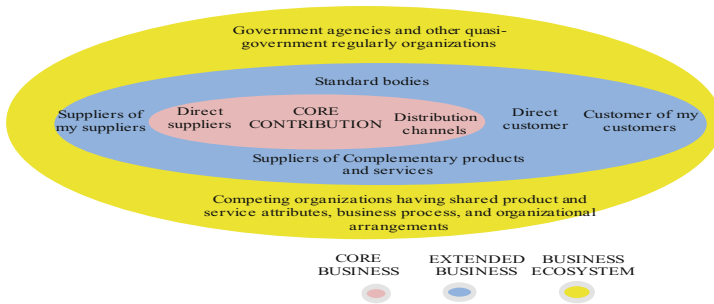 Government agencies and other quasi-
government regularly organizations
Standard bodies
Suppliers of
my suppliers
Direct
suppliers
CORE
CONTRIBUTION
Distribution
channels
Direct
customer
Customer of my
customers
Suppliers of Complementary products
and services
Competing organizations having shared product and
service attributes, business process, and organizational
arrangements
CORE
BUSINESS
EXTENDED
BUSINESS
BUSINESS
ECOSYSTEM